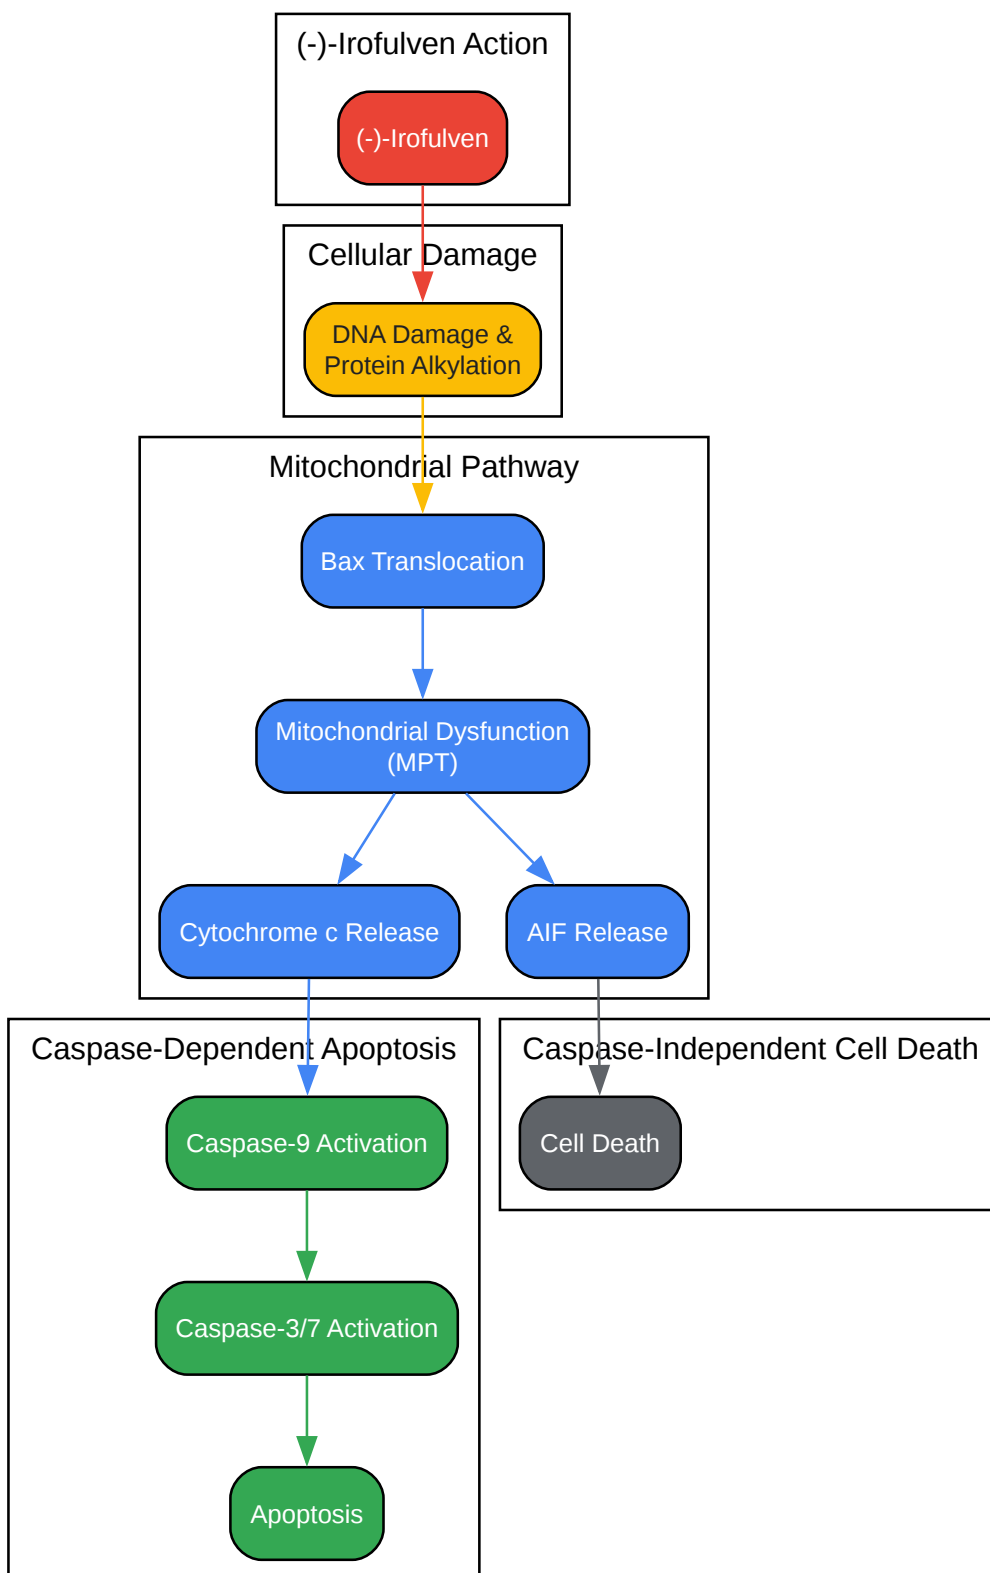 (-)-Irofulven Action
(-)-Irofulven
Cellular Damage
DNA Damage &
Protein Alkylation
Mitochondrial Pathway
Bax Translocation
Mitochondrial Dysfunction
(MPT)
Cytochrome c Release
AIF Release
Caspase-Dependent Apoptosis
Caspase-Independent Cell Death
Caspase-9 Activation
Cell Death
Caspase-3/7 Activation
Apoptosis